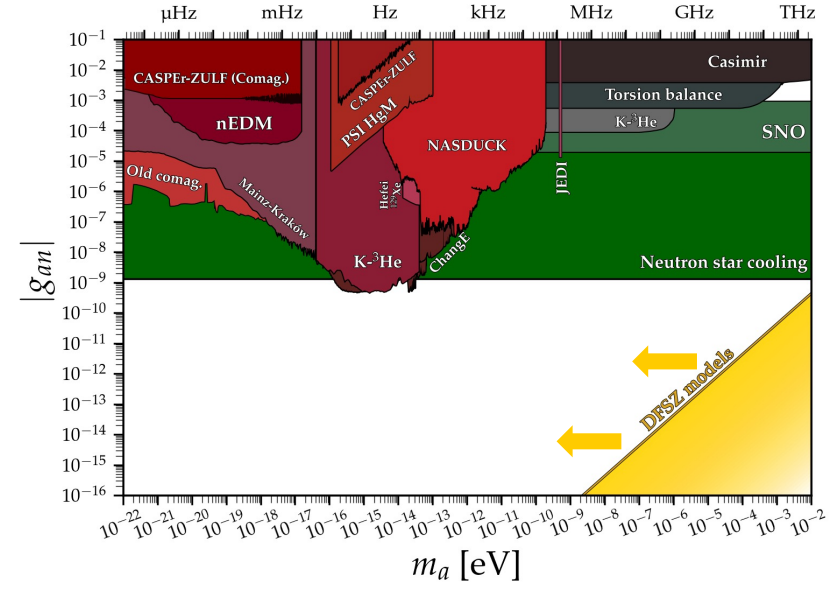 μHz mHz Hz kHz MHz GHz THz
10⁻¹
10⁻²
10⁻³
10⁻⁴
10⁻⁵
10⁻⁶
10⁻⁷
10⁻⁸
10⁻⁹
10⁻¹⁰
10⁻¹¹
10⁻¹²
10⁻¹³
10⁻¹⁴
10⁻¹⁵
10⁻¹⁶
|gₐₙ|
CASPEr-ZULF (Comag.)
nEDM
Old comag.
Mainz-Kraków
CASPEr-ZULF
PSI HgM
NASDUCK
Hefei
¹²⁹Xe
K-³He
ChangE
JEDI
Casimir
Torsion balance
K-³He
SNO
Neutron star cooling
DFSZ models
10⁻²² 10⁻²¹ 10⁻²⁰ 10⁻¹⁹ 10⁻¹⁸ 10⁻¹⁷ 10⁻¹⁶ 10⁻¹⁵ 10⁻¹⁴ 10⁻¹³ 10⁻¹² 10⁻¹¹ 10⁻¹⁰ 10⁻⁹ 10⁻⁸ 10⁻⁷ 10⁻⁶ 10⁻⁵ 10⁻⁴ 10⁻³ 10⁻²
mₐ [eV]